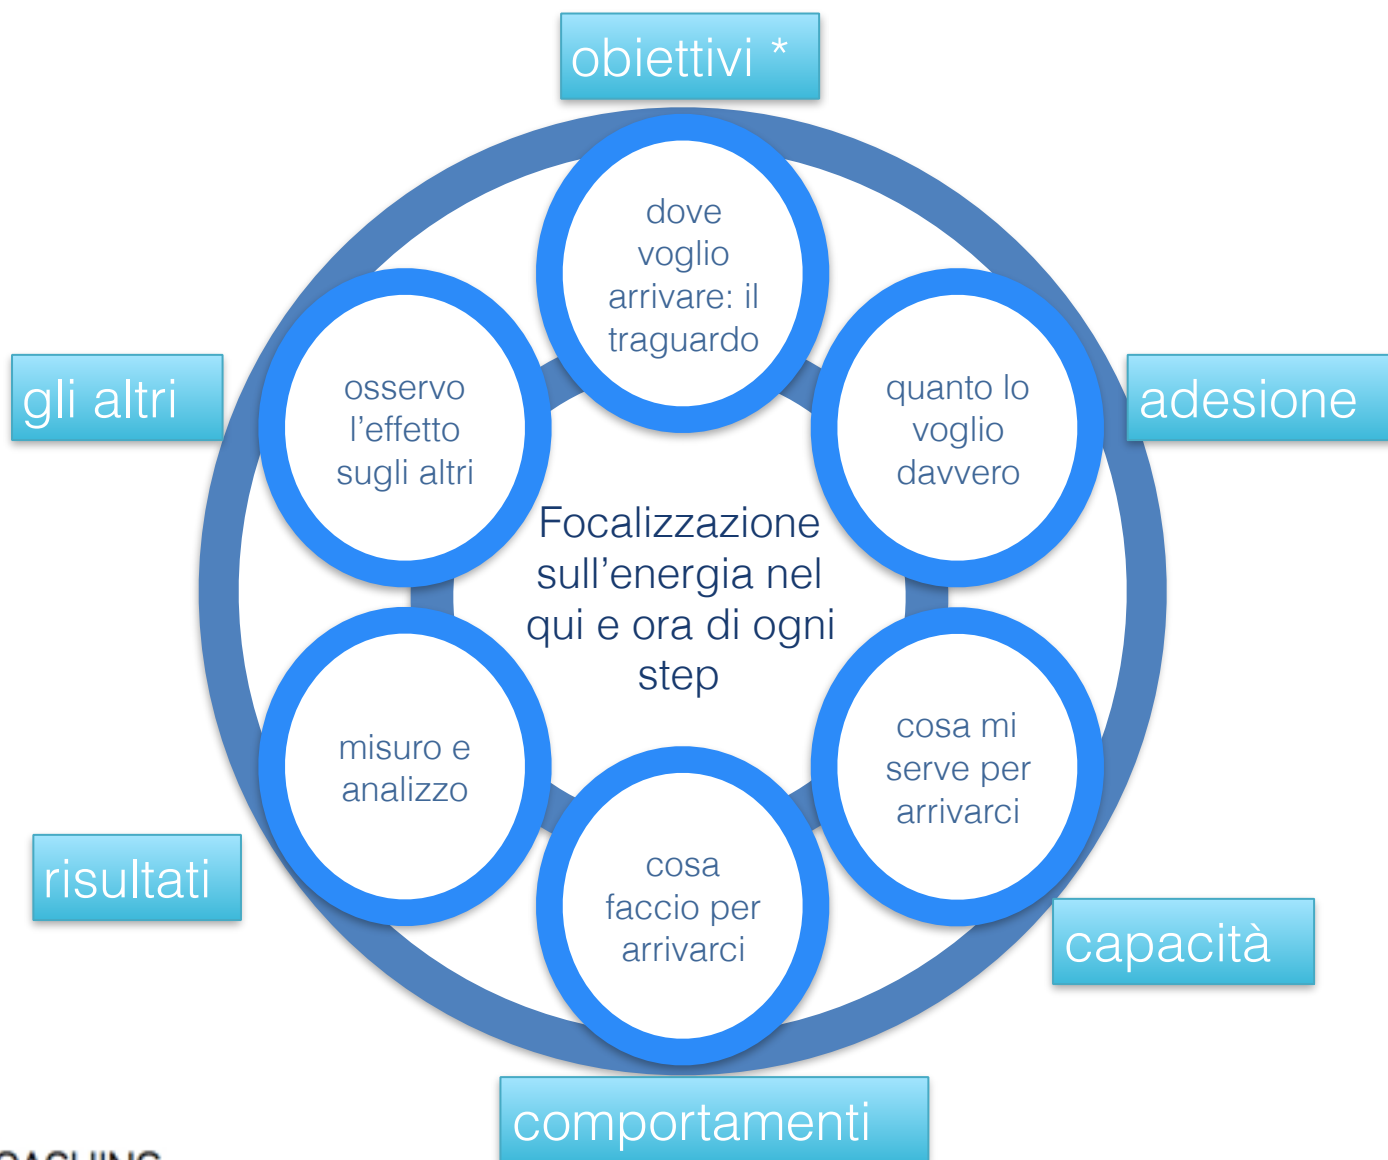 obiettivi *
dove
voglio
arrivare: il
traguardo
adesione
quanto lo
voglio
davvero
capacità
cosa mi
serve per
arrivarci
comportamenti
cosa
faccio per
arrivarci
risultati
misuro e
analizzo
gli altri
osservo
l’effetto
sugli altri
Focalizzazione
sull’energia nel
qui e ora di ogni
step